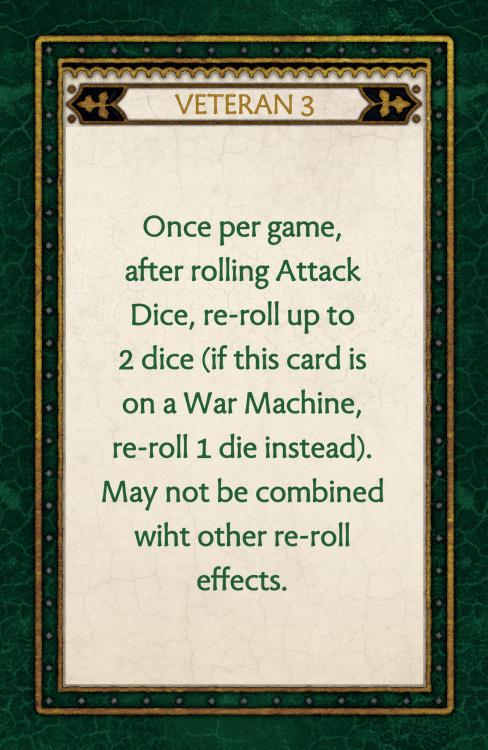 VETERAN 3
Once per game,
after rolling Attack
Dice, re-roll up to
2 dice (if this card is
on a War Machine,
re-roll 1 die instead).
May not be combined
wiht other re-roll
effects.